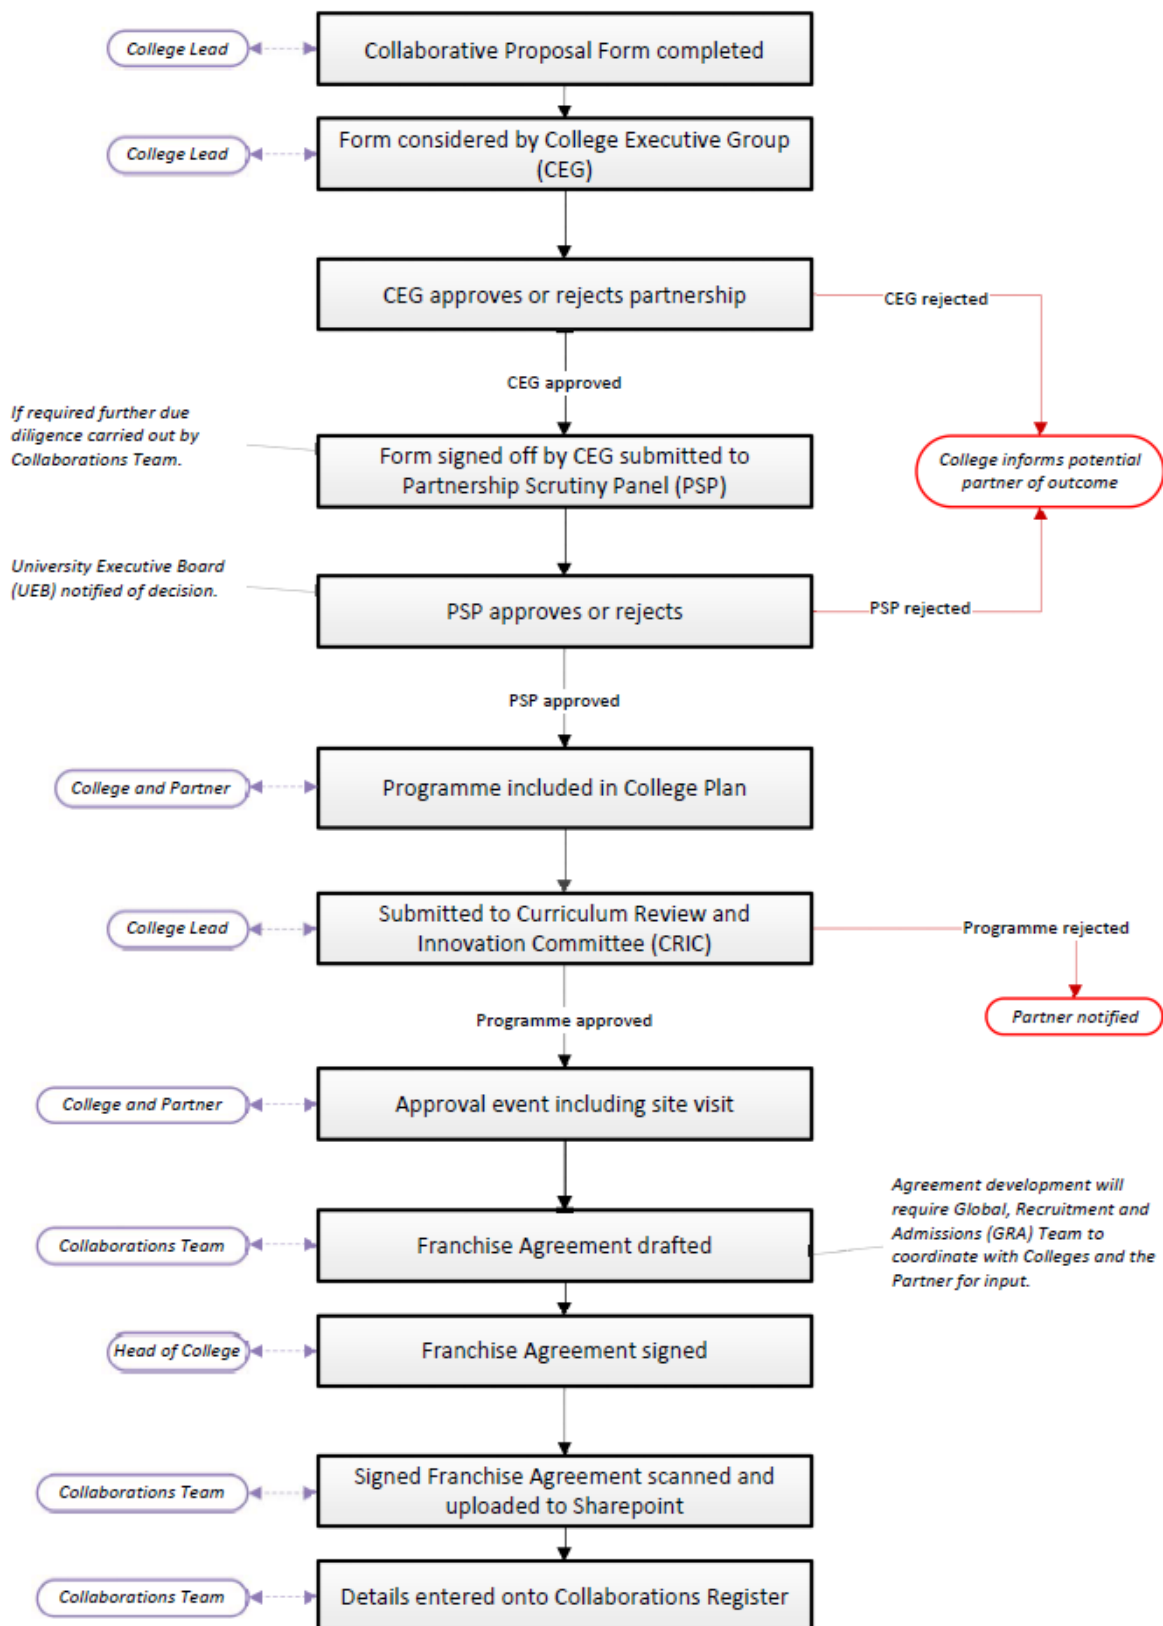 College Lead
Collaborative Proposal Form completed
College Lead
Form considered by College Executive Group
(CEG)
CEG approves or rejects partnership
CEG rejected
CEG approved
If required further due
diligence carried out by
Collaborations Team.
Form signed off by CEG submitted to
Partnership Scrutiny Panel (PSP)
College informs potential
partner of outcome
University Executive Board
(UEB) notified of decision.
PSP approves or rejects
PSP rejected
PSP approved
College and Partner
Programme included in College Plan
College Lead
Submitted to Curriculum Review and
Innovation Committee (CRIC)
Programme rejected
Partner notified
Programme approved
College and Partner
Approval event including site visit
Agreement development will
require Global, Recruitment and
Admissions (GRA) Team to
coordinate with Colleges and the
Partner for input.
Collaborations Team
Franchise Agreement drafted
Head of College
Franchise Agreement signed
Collaborations Team
Signed Franchise Agreement scanned and
uploaded to Sharepoint
Collaborations Team
Details entered onto Collaborations Register